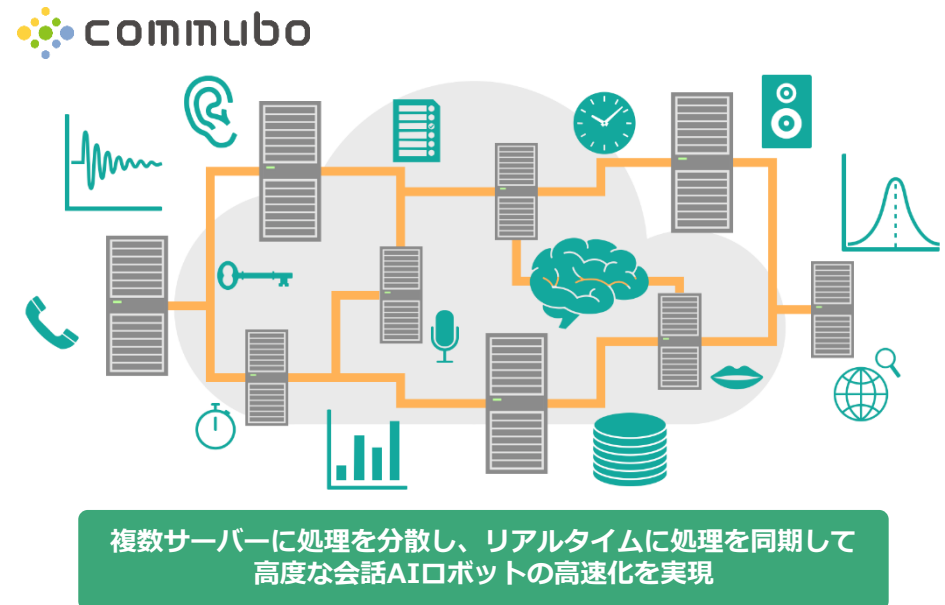 commubo
複数サーバーに処理を分散し、リアルタイムに処理を同期して
高度な会話AIロボットの高速化を実現